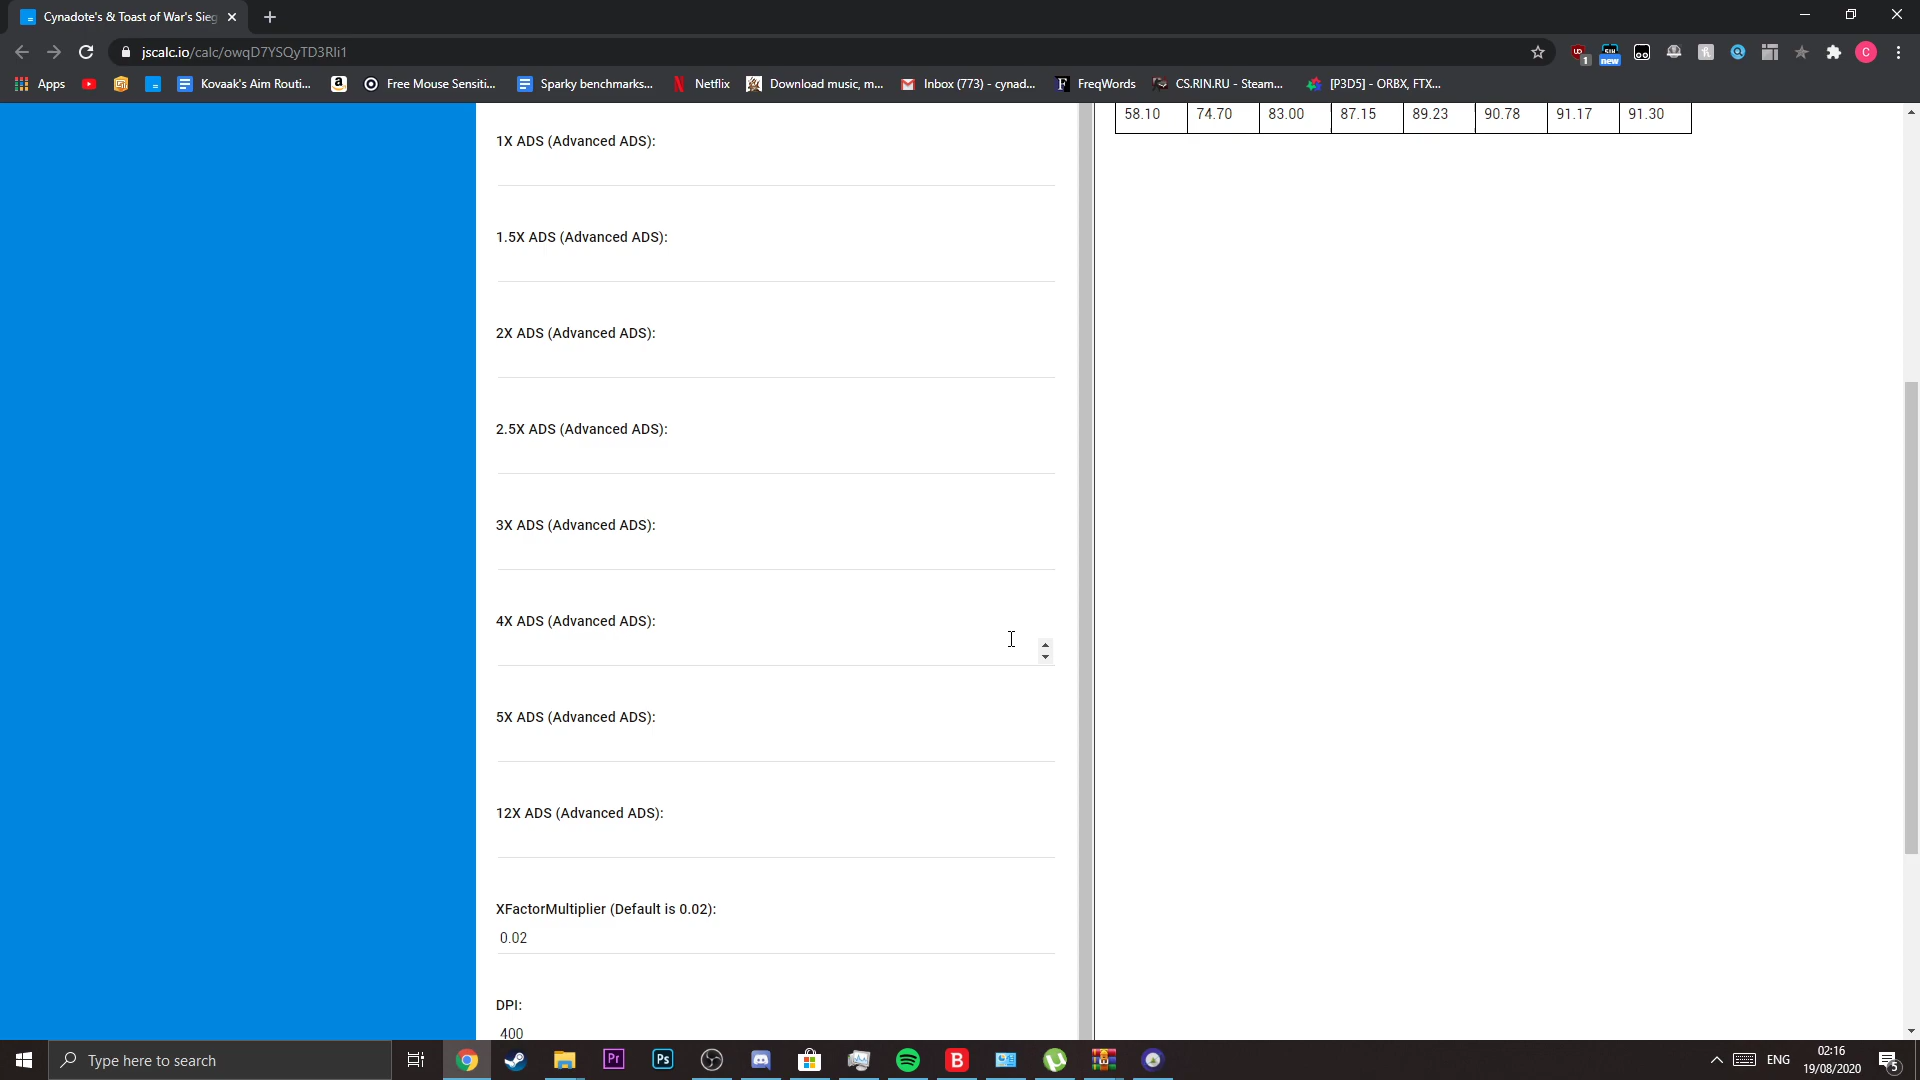 Cynadote's & Toast of War's Sieg
jscalc.io/calc/owqD7YSQyTD3Rli1
1
new
C
Apps
Kovaak's Aim Routi...
a
Free Mouse Sensiti...
Sparky benchmarks...
Netflix
Download music, m...
Inbox (773) - cynad...
F FreqWords
CS.RIN.RU - Steam...
[P3D5] - ORBX, FTX...
1X ADS (Advanced ADS):
1.5X ADS (Advanced ADS):
2X ADS (Advanced ADS):
2.5X ADS (Advanced ADS):
3X ADS (Advanced ADS):
4X ADS (Advanced ADS):
5X ADS (Advanced ADS):
12X ADS (Advanced ADS):
XFactorMultiplier (Default is 0.02):
0.02
DPI:
400
58.10 74.70 83.00 87.15 89.23 90.78 91.17 91.30
Type here to search
Pr
Ps
B
ENG
02:16
19/08/2020
5